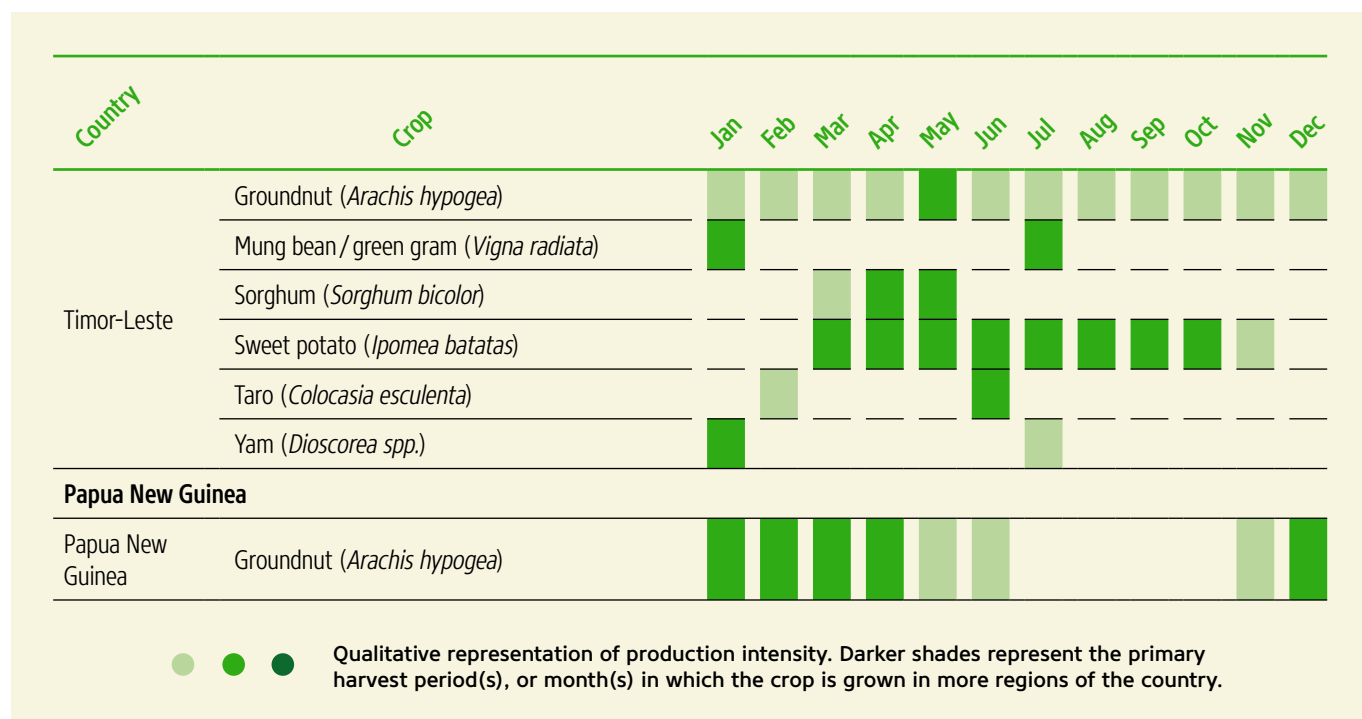 Country Crop Jan Feb Mar Apr May Jun Jul Aug Sep Oct Nov Dec
Groundnut (Arachis hypogea)
Mung bean / green gram (Vigna radiata)
Sorghum (Sorghum bicolor)
Timor-Leste
Sweet potato (Ipomea batatas)
Taro (Colocasia esculenta)
Yam (Dioscorea spp.)
Papua New Guinea
Papua New
Guinea
Groundnut (Arachis hypogea)
Qualitative representation of production intensity. Darker shades represent the primary
harvest period(s), or month(s) in which the crop is grown in more regions of the country.